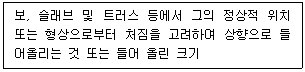 보, 슬래브 및 트러스 등에서 그의 정상적 위치
또는 형상으로부터 처짐을 고려하여 상향으로 들
어올리는 것 또는 들어 올린 크기